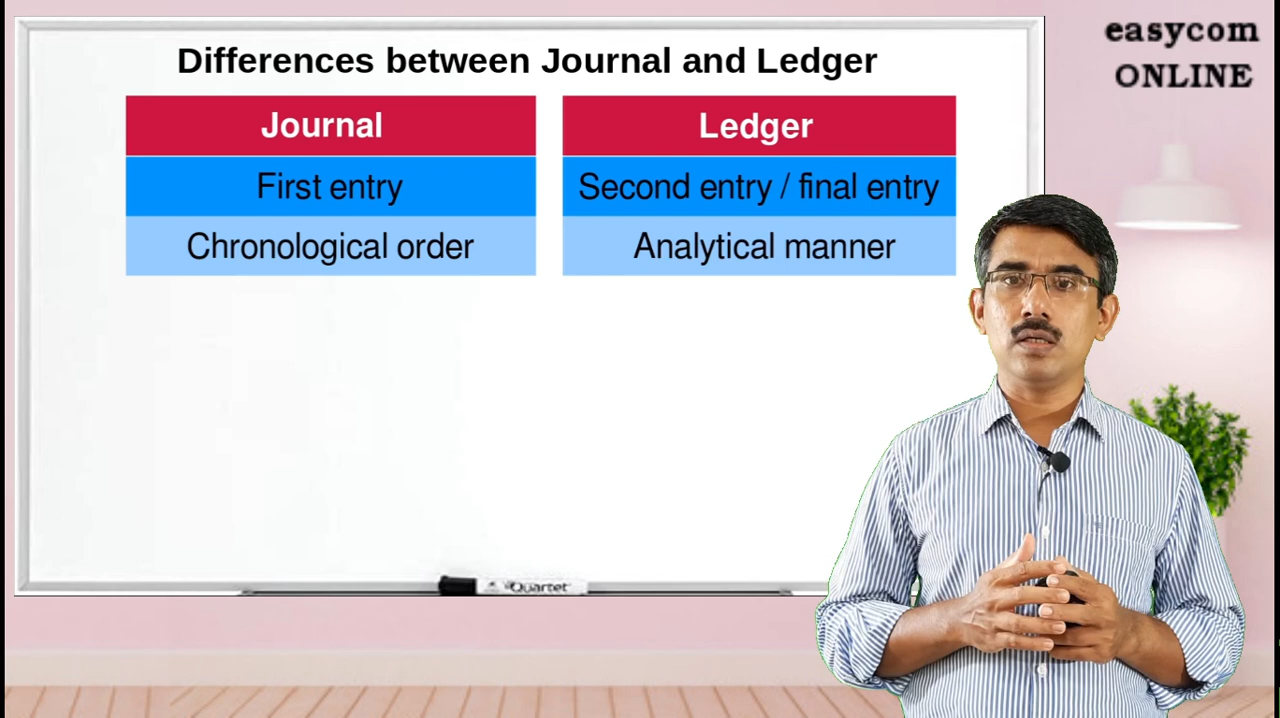 Differences between Journal and Ledger
easycom
ONLINE
Journal
Ledger
First entry
Second entry / final entry
Chronological order
Analytical manner
Quartet